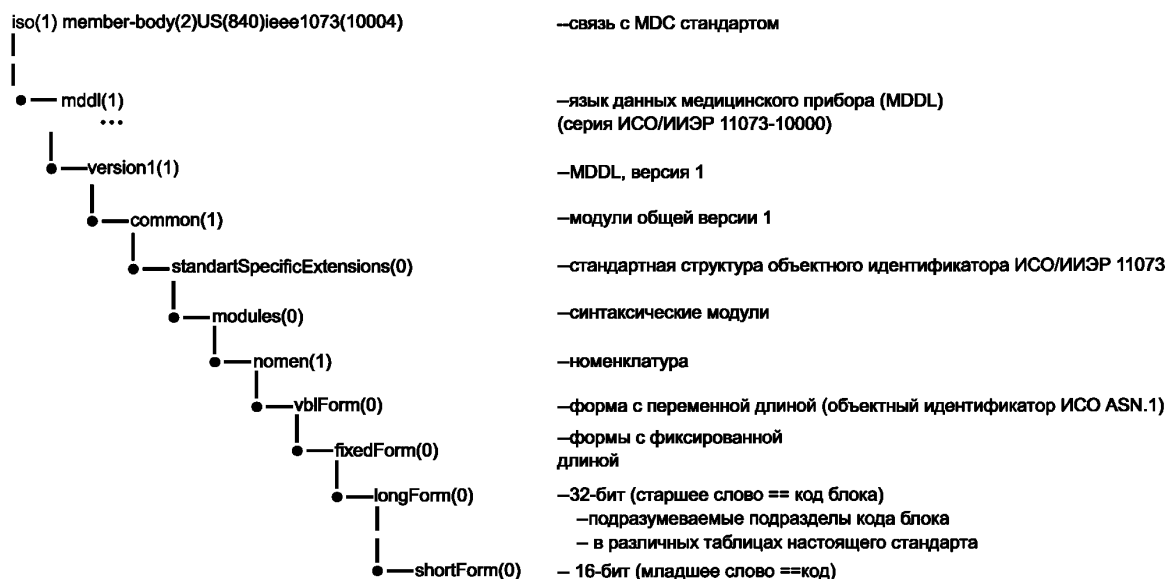 iso(1) member-body(2)US(840)ieee1073(10004) –связь с MDC стандартом
mddl(1) –язык данных медицинского прибора (MDDL)
... (серия ИСО/ИИЭР 11073-10000)
version1(1) –MDDL, версия 1
common(1) –модули общей версии 1
standartSpecificExtensions(0) –стандартная структура объектного идентификатора ИСО/ИИЭР 11073
modules(0) –синтаксические модули
nomen(1) –номенклатура
vblForm(0) –форма с переменной длиной (объектный идентификатор ИСО ASN.1)
fixedForm(0) –формы с фиксированной
длиной
longForm(0) –32-бит (старшее слово == код блока)
–подразумеваемые подразделы кода блока
– в различных таблицах настоящего стандарта
shortForm(0) – 16-бит (младшее слово ==код)